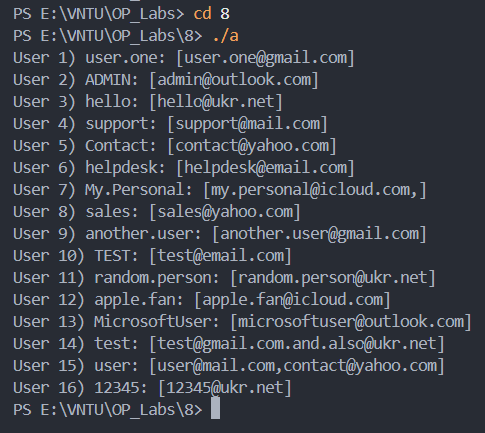 PS E:\VNTU\OP_Labs> cd 8
PS E:\VNTU\OP_Labs\8> ./a
User 1) user.one: [user.one@gmail.com]
User 2) ADMIN: [admin@outlook.com]
User 3) hello: [hello@ukr.net]
User 4) support: [support@mail.com]
User 5) Contact: [contact@yahoo.com]
User 6) helpdesk: [helpdesk@email.com]
User 7) My.Personal: [my.personal@icloud.com,]
User 8) sales: [sales@yahoo.com]
User 9) another.user: [another.user@gmail.com]
User 10) TEST: [test@email.com]
User 11) random.person: [random.person@ukr.net]
User 12) apple.fan: [apple.fan@icloud.com]
User 13) MicrosoftUser: [microsoftuser@outlook.com]
User 14) test: [test@gmail.com.and.also@ukr.net]
User 15) user: [user@mail.com,contact@yahoo.com]
User 16) 12345: [12345@ukr.net]
PS E:\VNTU\OP_Labs\8>